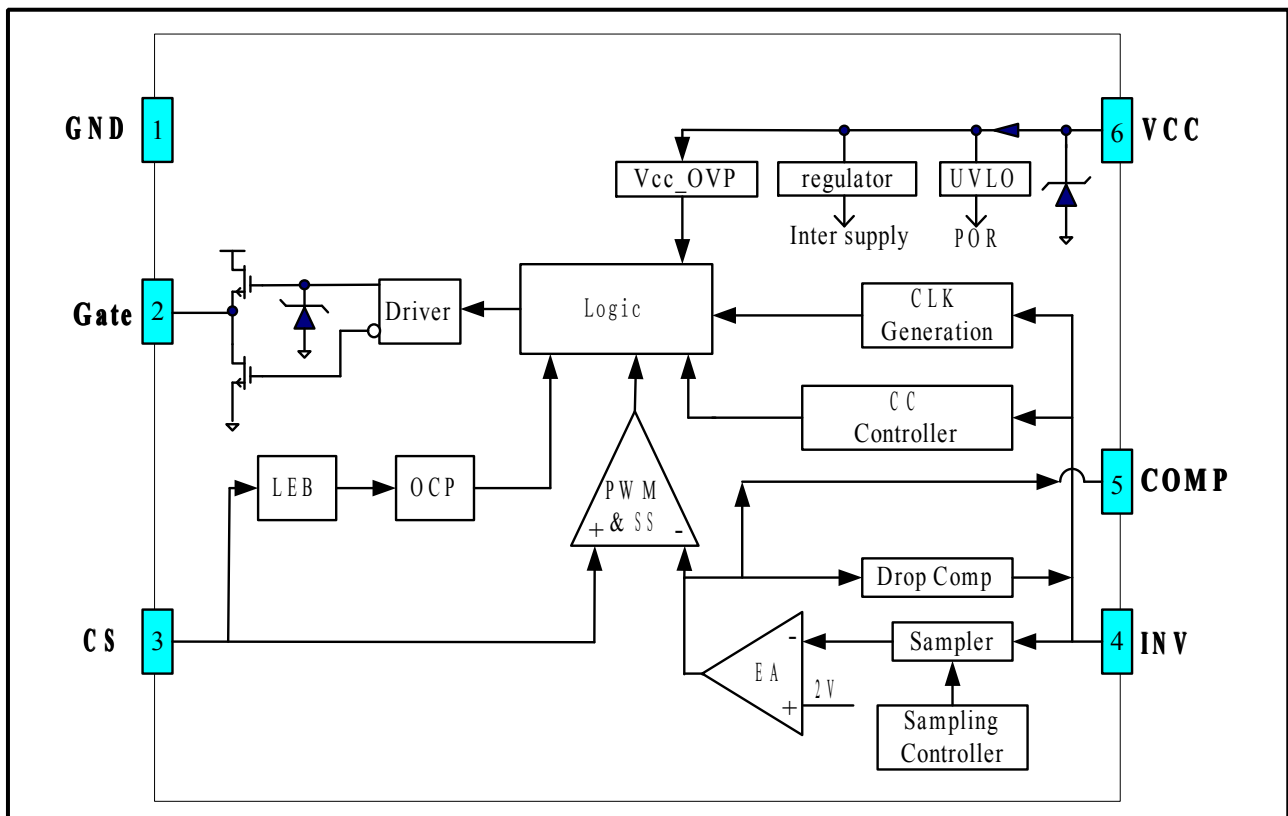 GND
1
6
VCC
Vcc_OVP
regulator
UVLO
Inter supply
POR
Gate
2
Driver
Logic
CLK
Generation
CC
Controller
LEB
OCP
PWM
& SS
+
-
5
COMP
Drop Comp
CS
3
EA
-
+
2V
Sampler
4
INV
Sampling
Controller